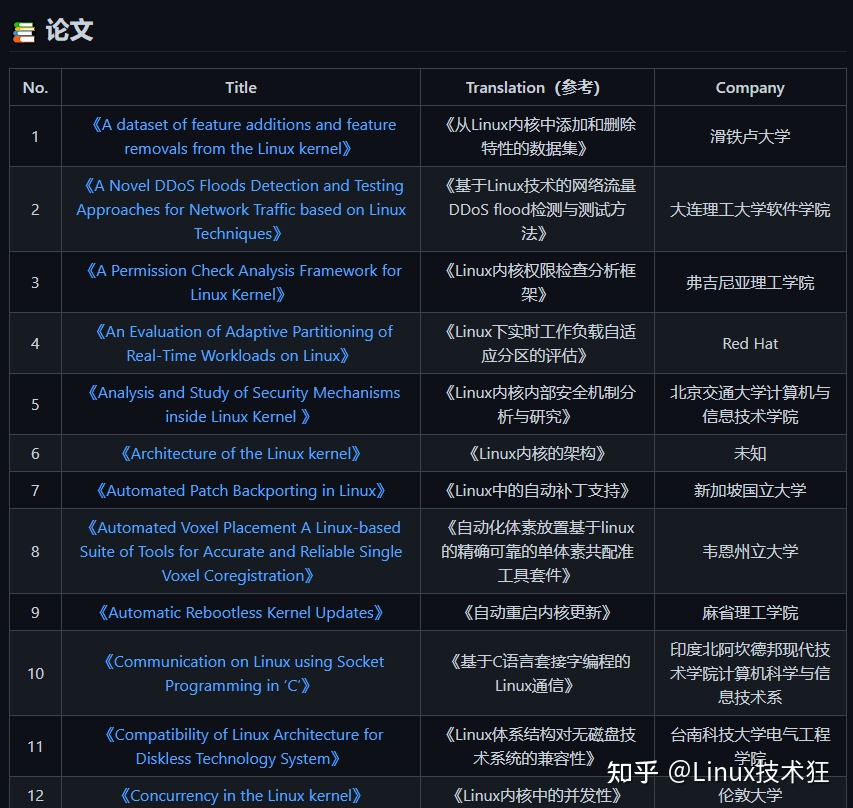 论文
No. Title Translation（参考） Company
1 《A dataset of feature additions and feature removals from the Linux kernel》 《从Linux内核中添加和删除特性的数据集》 滑铁卢大学
2 《A Novel DDoS Floods Detection and Testing Approaches for Network Traffic based on Linux Techniques》 《基于Linux技术的网络流量DDoS flood检测与测试方法》 大连理工大学软件学院
3 《A Permission Check Analysis Framework for Linux Kernel》 《Linux内核权限检查分析框架》 弗吉尼亚理工学院
4 《An Evaluation of Adaptive Partitioning of Real-Time Workloads on Linux》 《Linux下实时工作负载自适应分区的评估》 Red Hat
5 《Analysis and Study of Security Mechanisms inside Linux Kernel 》 《Linux内核内部安全机制分析与研究》 北京交通大学计算机与信息技术学院
6 《Architecture of the Linux kernel》 《Linux内核的架构》 未知
7 《Automated Patch Backporting in Linux》 《Linux中的自动补丁支持》 新加坡国立大学
8 《Automated Voxel Placement A Linux-based Suite of Tools for Accurate and Reliable Single Voxel Coregistration》 《自动化体素放置基于linux的精确可靠的单体素共配准工具套件》 韦恩州立大学
9 《Automatic Rebootless Kernel Updates》 《自动重启内核更新》 麻省理工学院
10 《Communication on Linux using Socket Programming in ‘C’》 《基于C语言套接字编程的Linux通信》 印度北阿坎德邦现代技术学院计算机科学与信息技术系
11 《Compatibility of Linux Architecture for Diskless Technology System》 《Linux体系结构对无磁盘技术系统的兼容性》 台南科技大学电气工程学院
12 《Concurrency in the Linux kernel》 《Linux内核中的并发性》 伦敦大学
知乎 @Linux技术狂